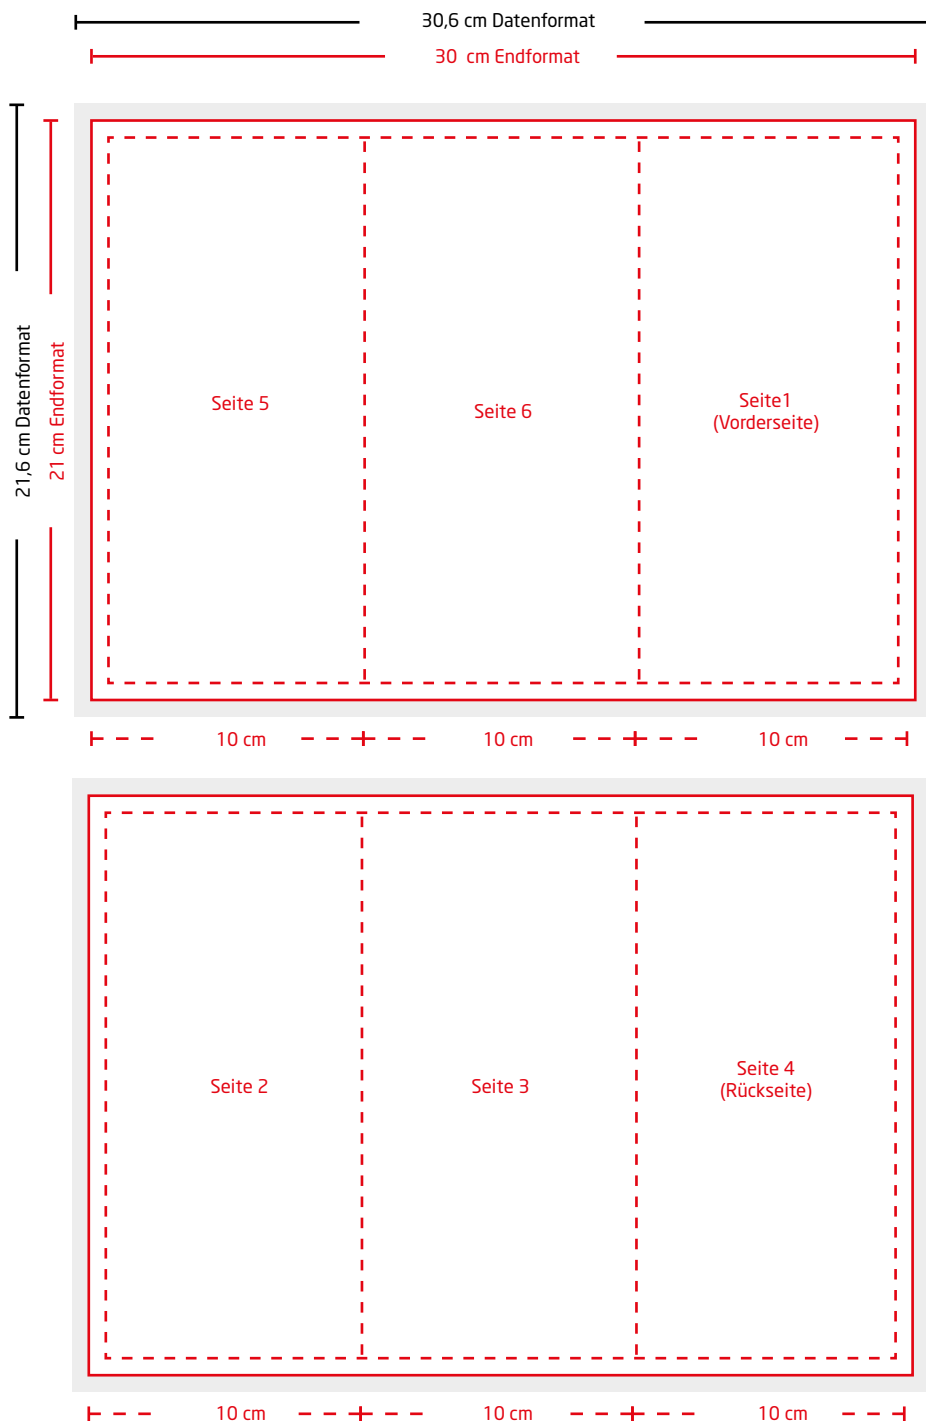 30,6 cm Datenformat
30 cm Endformat
21,6 cm Datenformat
21 cm Endformat
Seite 5
Seite 6
Seite1
(Vorderseite)
10 cm
10 cm
10 cm
Seite 2
Seite 3
Seite 4
(Rückseite)
10 cm
10 cm
10 cm